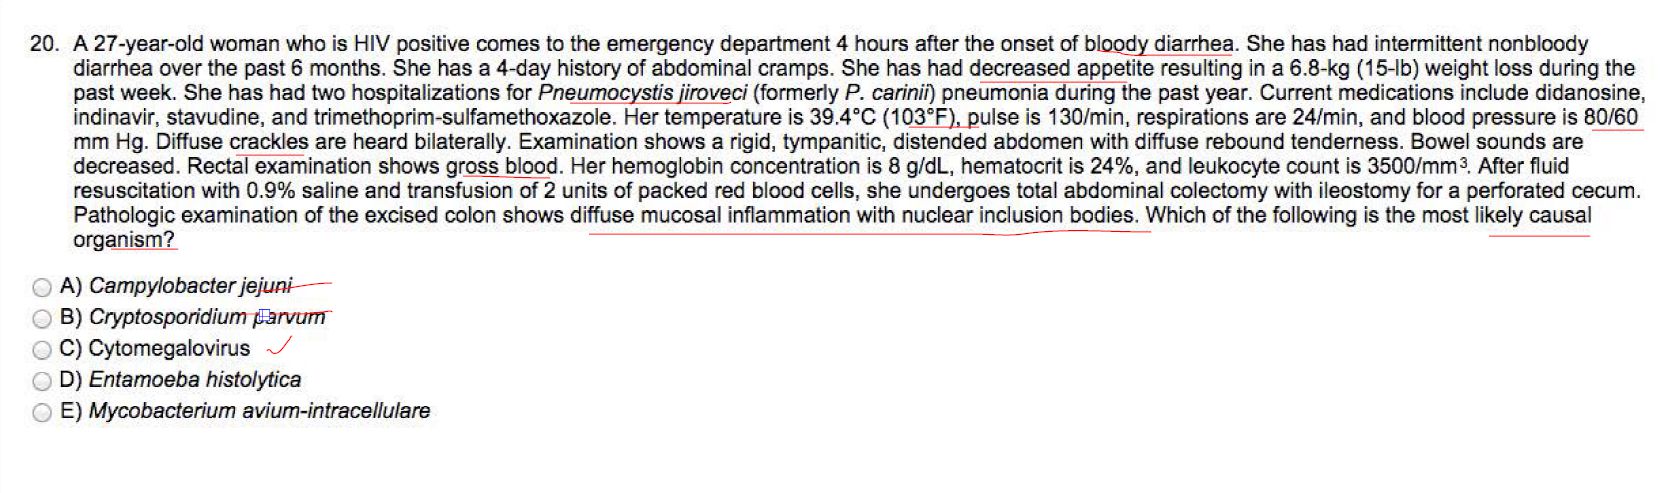 20. A 27-year-old woman who is HIV positive comes to the emergency department 4 hours after the onset of bloody diarrhea. She has had intermittent nonbloody
diarrhea over the past 6 months. She has a 4-day history of abdominal cramps. She has had decreased appetite resulting in a 6.8-kg (15-lb) weight loss during the
past week. She has had two hospitalizations for Pneumocystis jiroveci (formerly P. carinii) pneumonia during the past year. Current medications include didanosine,
indinavir, stavudine, and trimethoprim-sulfamethoxazole. Her temperature is 39.4°C (103°F), pulse is 130/min, respirations are 24/min, and blood pressure is 80/60
mm Hg. Diffuse crackles are heard bilaterally. Examination shows a rigid, tympanitic, distended abdomen with diffuse rebound tenderness. Bowel sounds are
decreased. Rectal examination shows gross blood. Her hemoglobin concentration is 8 g/dL, hematocrit is 24%, and leukocyte count is 3500/mm³. After fluid
resuscitation with 0.9% saline and transfusion of 2 units of packed red blood cells, she undergoes total abdominal colectomy with ileostomy for a perforated cecum.
Pathologic examination of the excised colon shows diffuse mucosal inflammation with nuclear inclusion bodies. Which of the following is the most likely causal
organism?
A) Campylobacter jejuni
B) Cryptosporidium parvum
C) Cytomegalovirus
D) Entamoeba histolytica
E) Mycobacterium avium-intracellulare